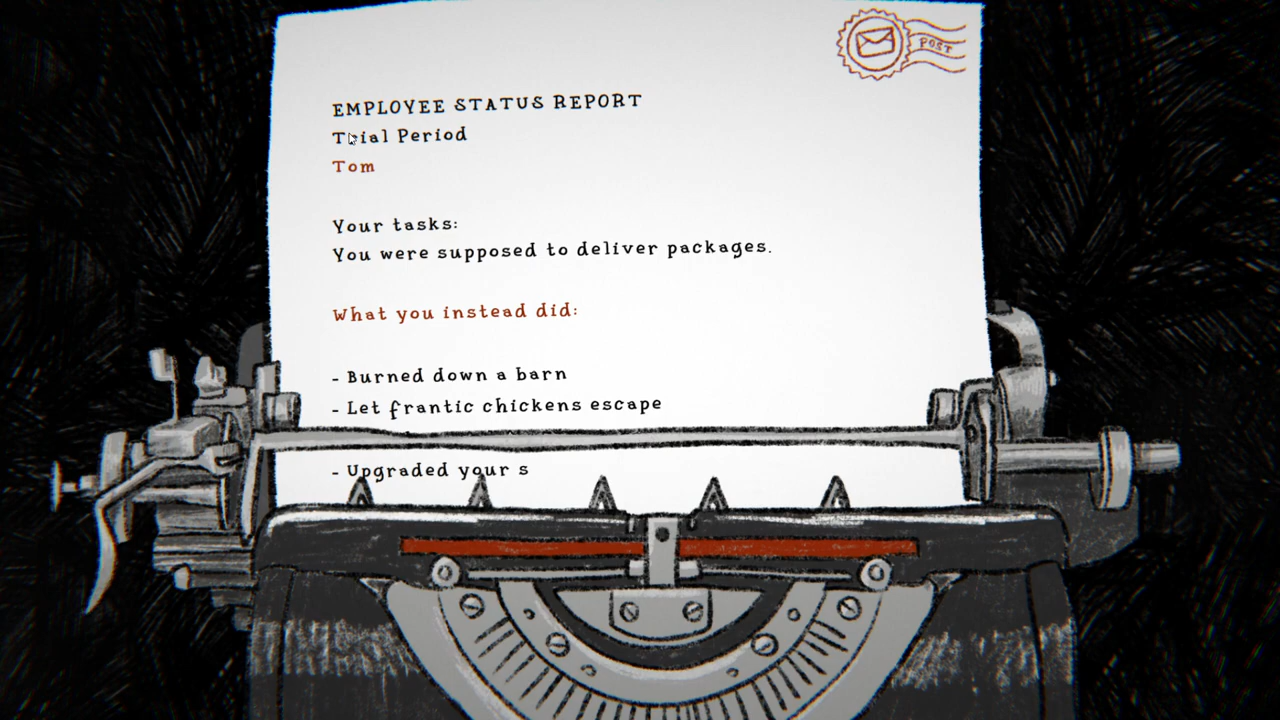 POST
EMPLOYEE STATUS REPORT
Trial Period
Tom
Your tasks:
You were supposed to deliver packages.
What you instead did:
- Burned down a barn
- Let frantic chickens escape
- Upgraded your s